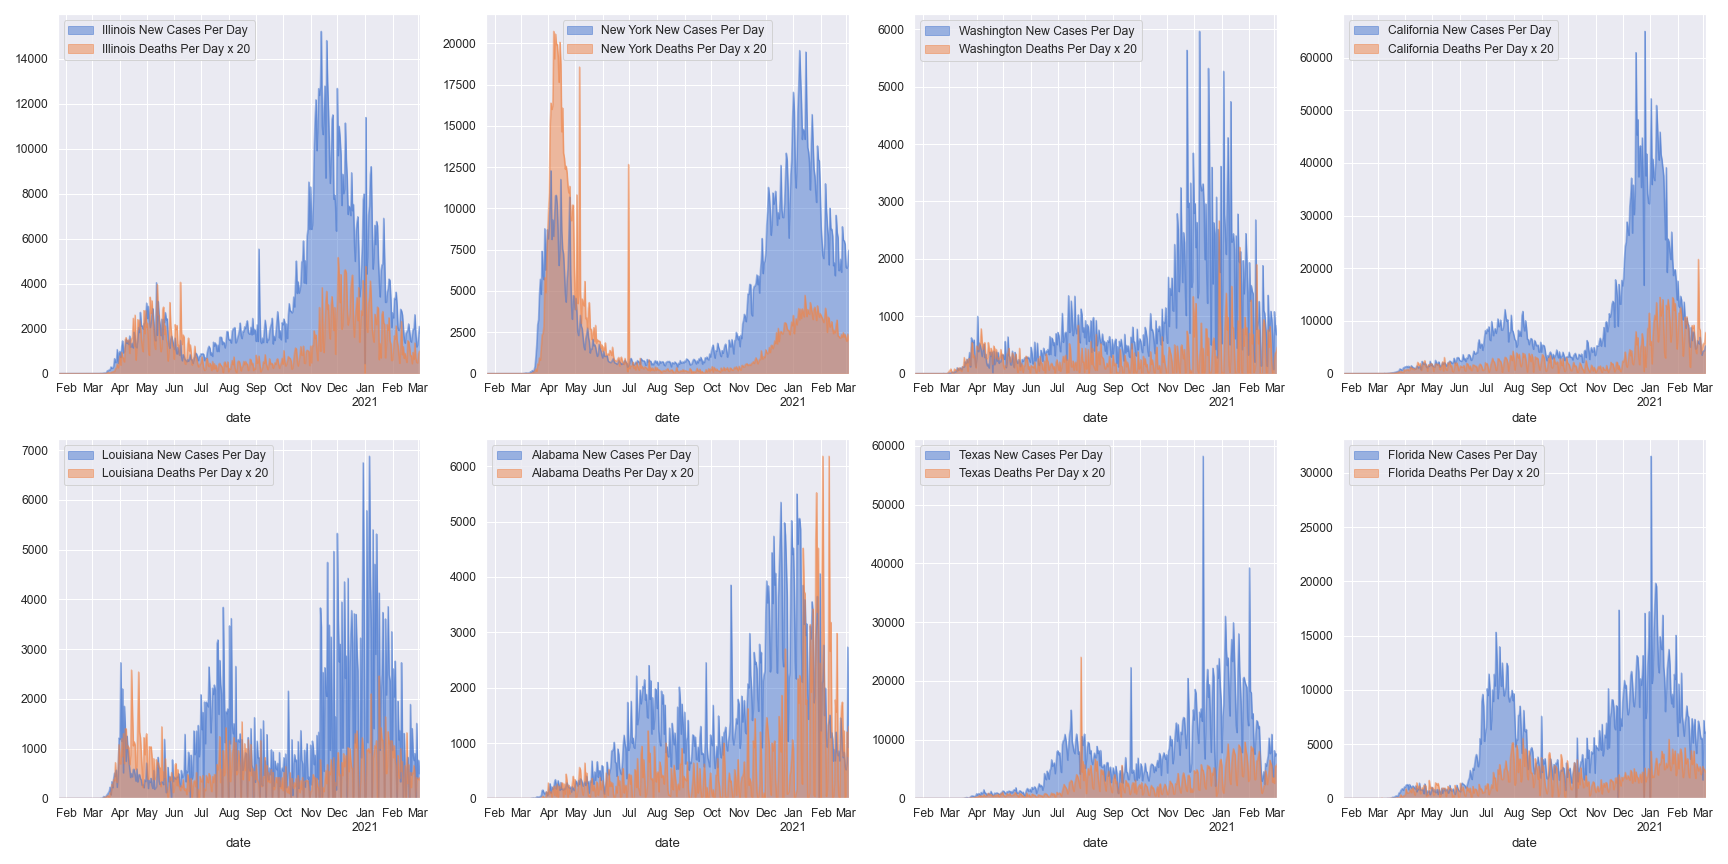 Illinois New Cases Per Day
Illinois Deaths Per Day x 20
14000
12000
10000
8000
6000
4000
2000
0
Feb Mar Apr May Jun Jul Aug Sep Oct Nov Dec Jan Feb Mar
2021
date
New York New Cases Per Day
New York Deaths Per Day x 20
20000
17500
15000
12500
10000
7500
5000
2500
0
Feb Mar Apr May Jun Jul Aug Sep Oct Nov Dec Jan Feb Mar
2021
date
Washington New Cases Per Day
Washington Deaths Per Day x 20
6000
5000
4000
3000
2000
1000
0
Feb Mar Apr May Jun Jul Aug Sep Oct Nov Dec Jan Feb Mar
2021
date
California New Cases Per Day
California Deaths Per Day x 20
60000
50000
40000
30000
20000
10000
0
Feb Mar Apr May Jun Jul Aug Sep Oct Nov Dec Jan Feb Mar
2021
date
Louisiana New Cases Per Day
Louisiana Deaths Per Day x 20
7000
6000
5000
4000
3000
2000
1000
0
Feb Mar Apr May Jun Jul Aug Sep Oct Nov Dec Jan Feb Mar
2021
date
Alabama New Cases Per Day
Alabama Deaths Per Day x 20
6000
5000
4000
3000
2000
1000
0
Feb Mar Apr May Jun Jul Aug Sep Oct Nov Dec Jan Feb Mar
2021
date
Texas New Cases Per Day
Texas Deaths Per Day x 20
60000
50000
40000
30000
20000
10000
0
Feb Mar Apr May Jun Jul Aug Sep Oct Nov Dec Jan Feb Mar
2021
date
Florida New Cases Per Day
Florida Deaths Per Day x 20
30000
25000
20000
15000
10000
5000
0
Feb Mar Apr May Jun Jul Aug Sep Oct Nov Dec Jan Feb Mar
2021
date